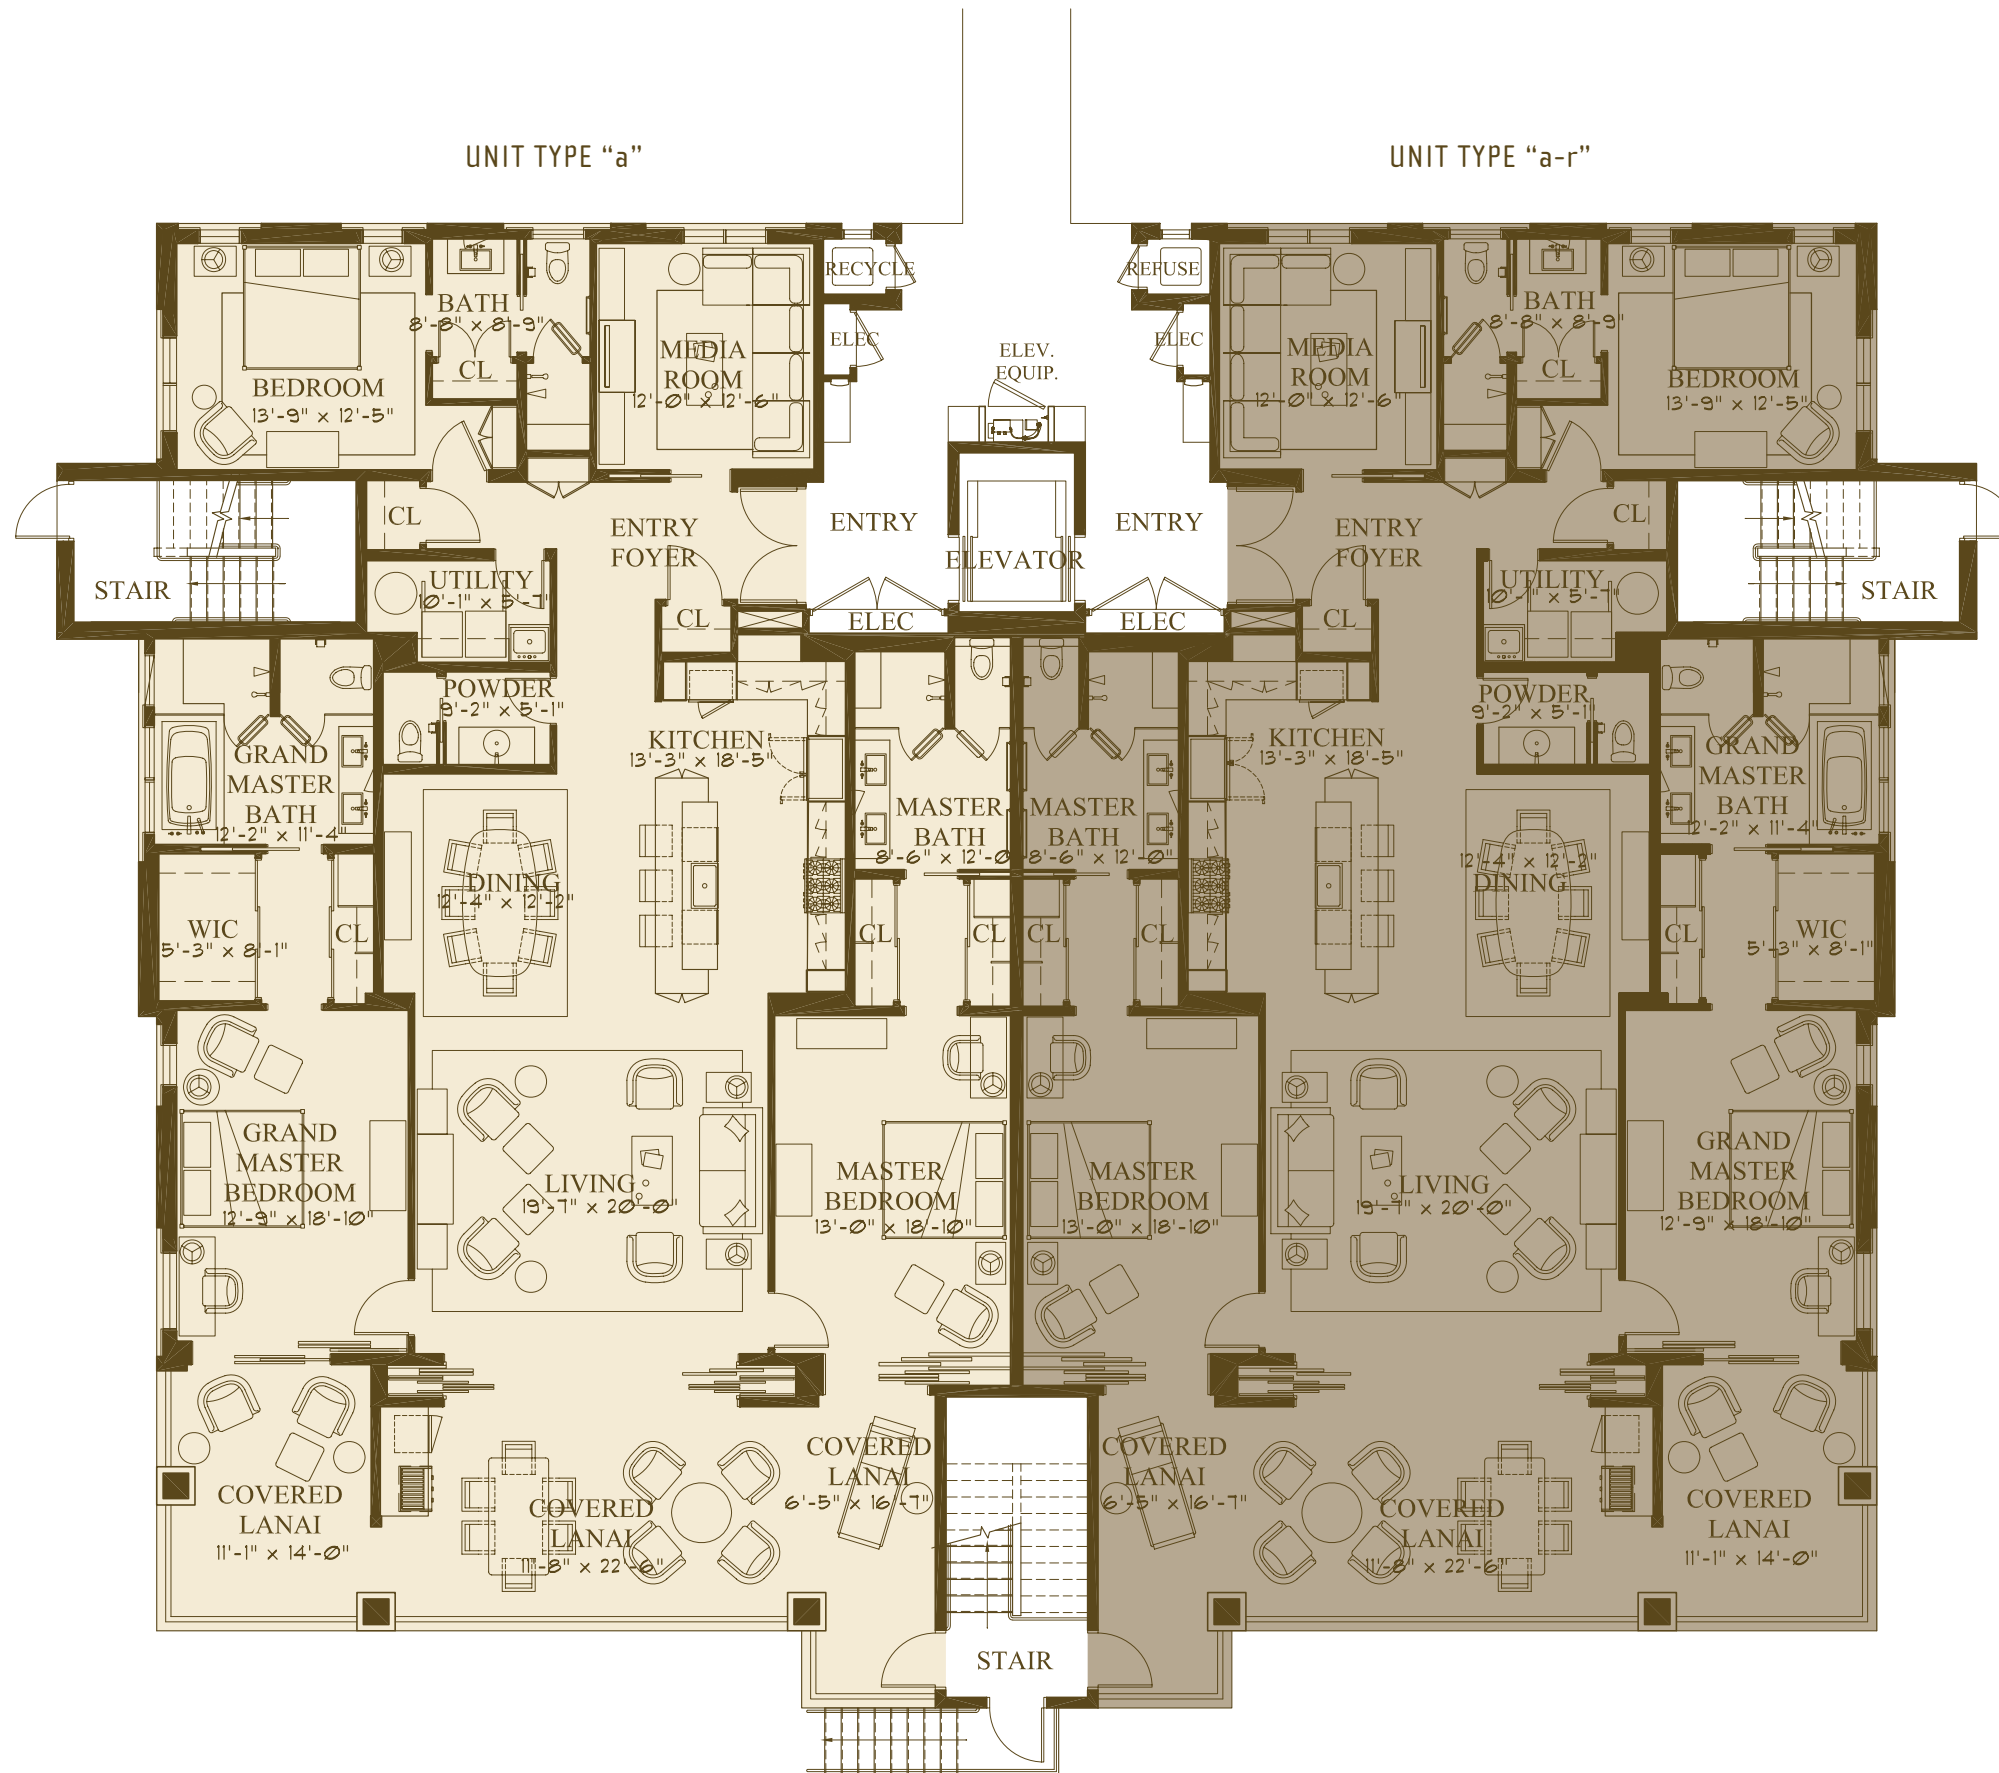 UNIT TYPE “a”
UNIT TYPE “a-r”
RECYCLE
REFUSE
BATH
8'-8" x 8'-9"
CL
BEDROOM
13'-9" x 12'-5"
MEDIA
ROOM
12'-0" x 12'-6"
ELEC
ELEV.
EQUIP.
ELEC
MEDIA
ROOM
12'-0" x 12'-6"
BATH
8'-8" x 8'-9"
CL
BEDROOM
13'-9" x 12'-5"
CL
ENTRY
FOYER
ENTRY
ELEVATOR
ENTRY
ENTRY
FOYER
CL
STAIR
UTILITY
10'-1" x 5'-7"
CL
ELEC
ELEC
CL
UTILITY
10'-1" x 5'-7"
STAIR
POWDER
9'-2" x 5'-1"
POWDER
9'-2" x 5'-1"
GRAND
MASTER
BATH
12'-2" x 11'-4"
KITCHEN
13'-3" x 18'-5"
MASTER
BATH
8'-6" x 12'-0
MASTER
BATH
8'-6" x 12'-0"
KITCHEN
13'-3" x 18'-5"
GRAND
MASTER
BATH
12'-2" x 11'-4"
DINING
12'-4" x 12'-2"
12'-4" x 12'-2"
DINING
WIC
5'-3" x 8'-1"
CL
CL
CL
CL
CL
CL
WIC
5'-3" x 8'-1"
GRAND
MASTER
BEDROOM
12'-9" x 18'-10"
LIVING
19'-7" x 20'-0"
MASTER
BEDROOM
13'-0" x 18'-10"
MASTER
BEDROOM
13'-0" x 18'-10"
LIVING
19'-7" x 20'-0"
GRAND
MASTER
BEDROOM
12'-9" x 18'-10"
COVERED
LANAI
11'-1" x 14'-0"
COVERED
LANAI
11'-8" x 22'-6"
COVERED
LANAI
6'-5" x 16'-7"
COVERED
LANAI
6'-5" x 16'-7"
COVERED
LANAI
11'-8" x 22'-6"
COVERED
LANAI
11'-1" x 14'-0"
STAIR